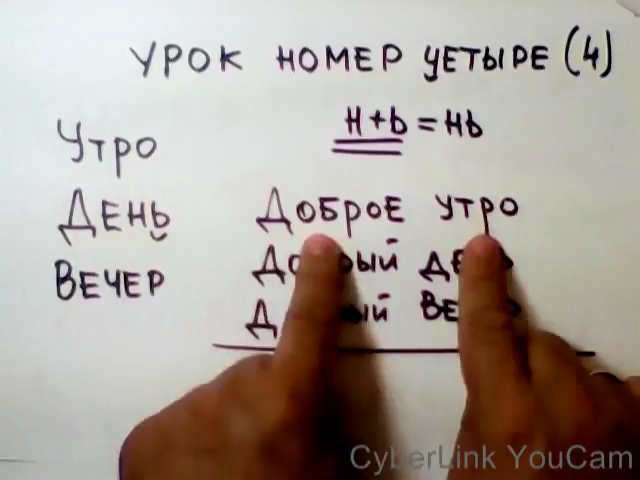 УРОК НОМЕР ЧЕТЫРЕ (4)
Н+Ь = НЬ
УТРО
ДЕНЬ
ВЕЧЕР
ДОБРОЕ УТРО
CyberLink YouCam